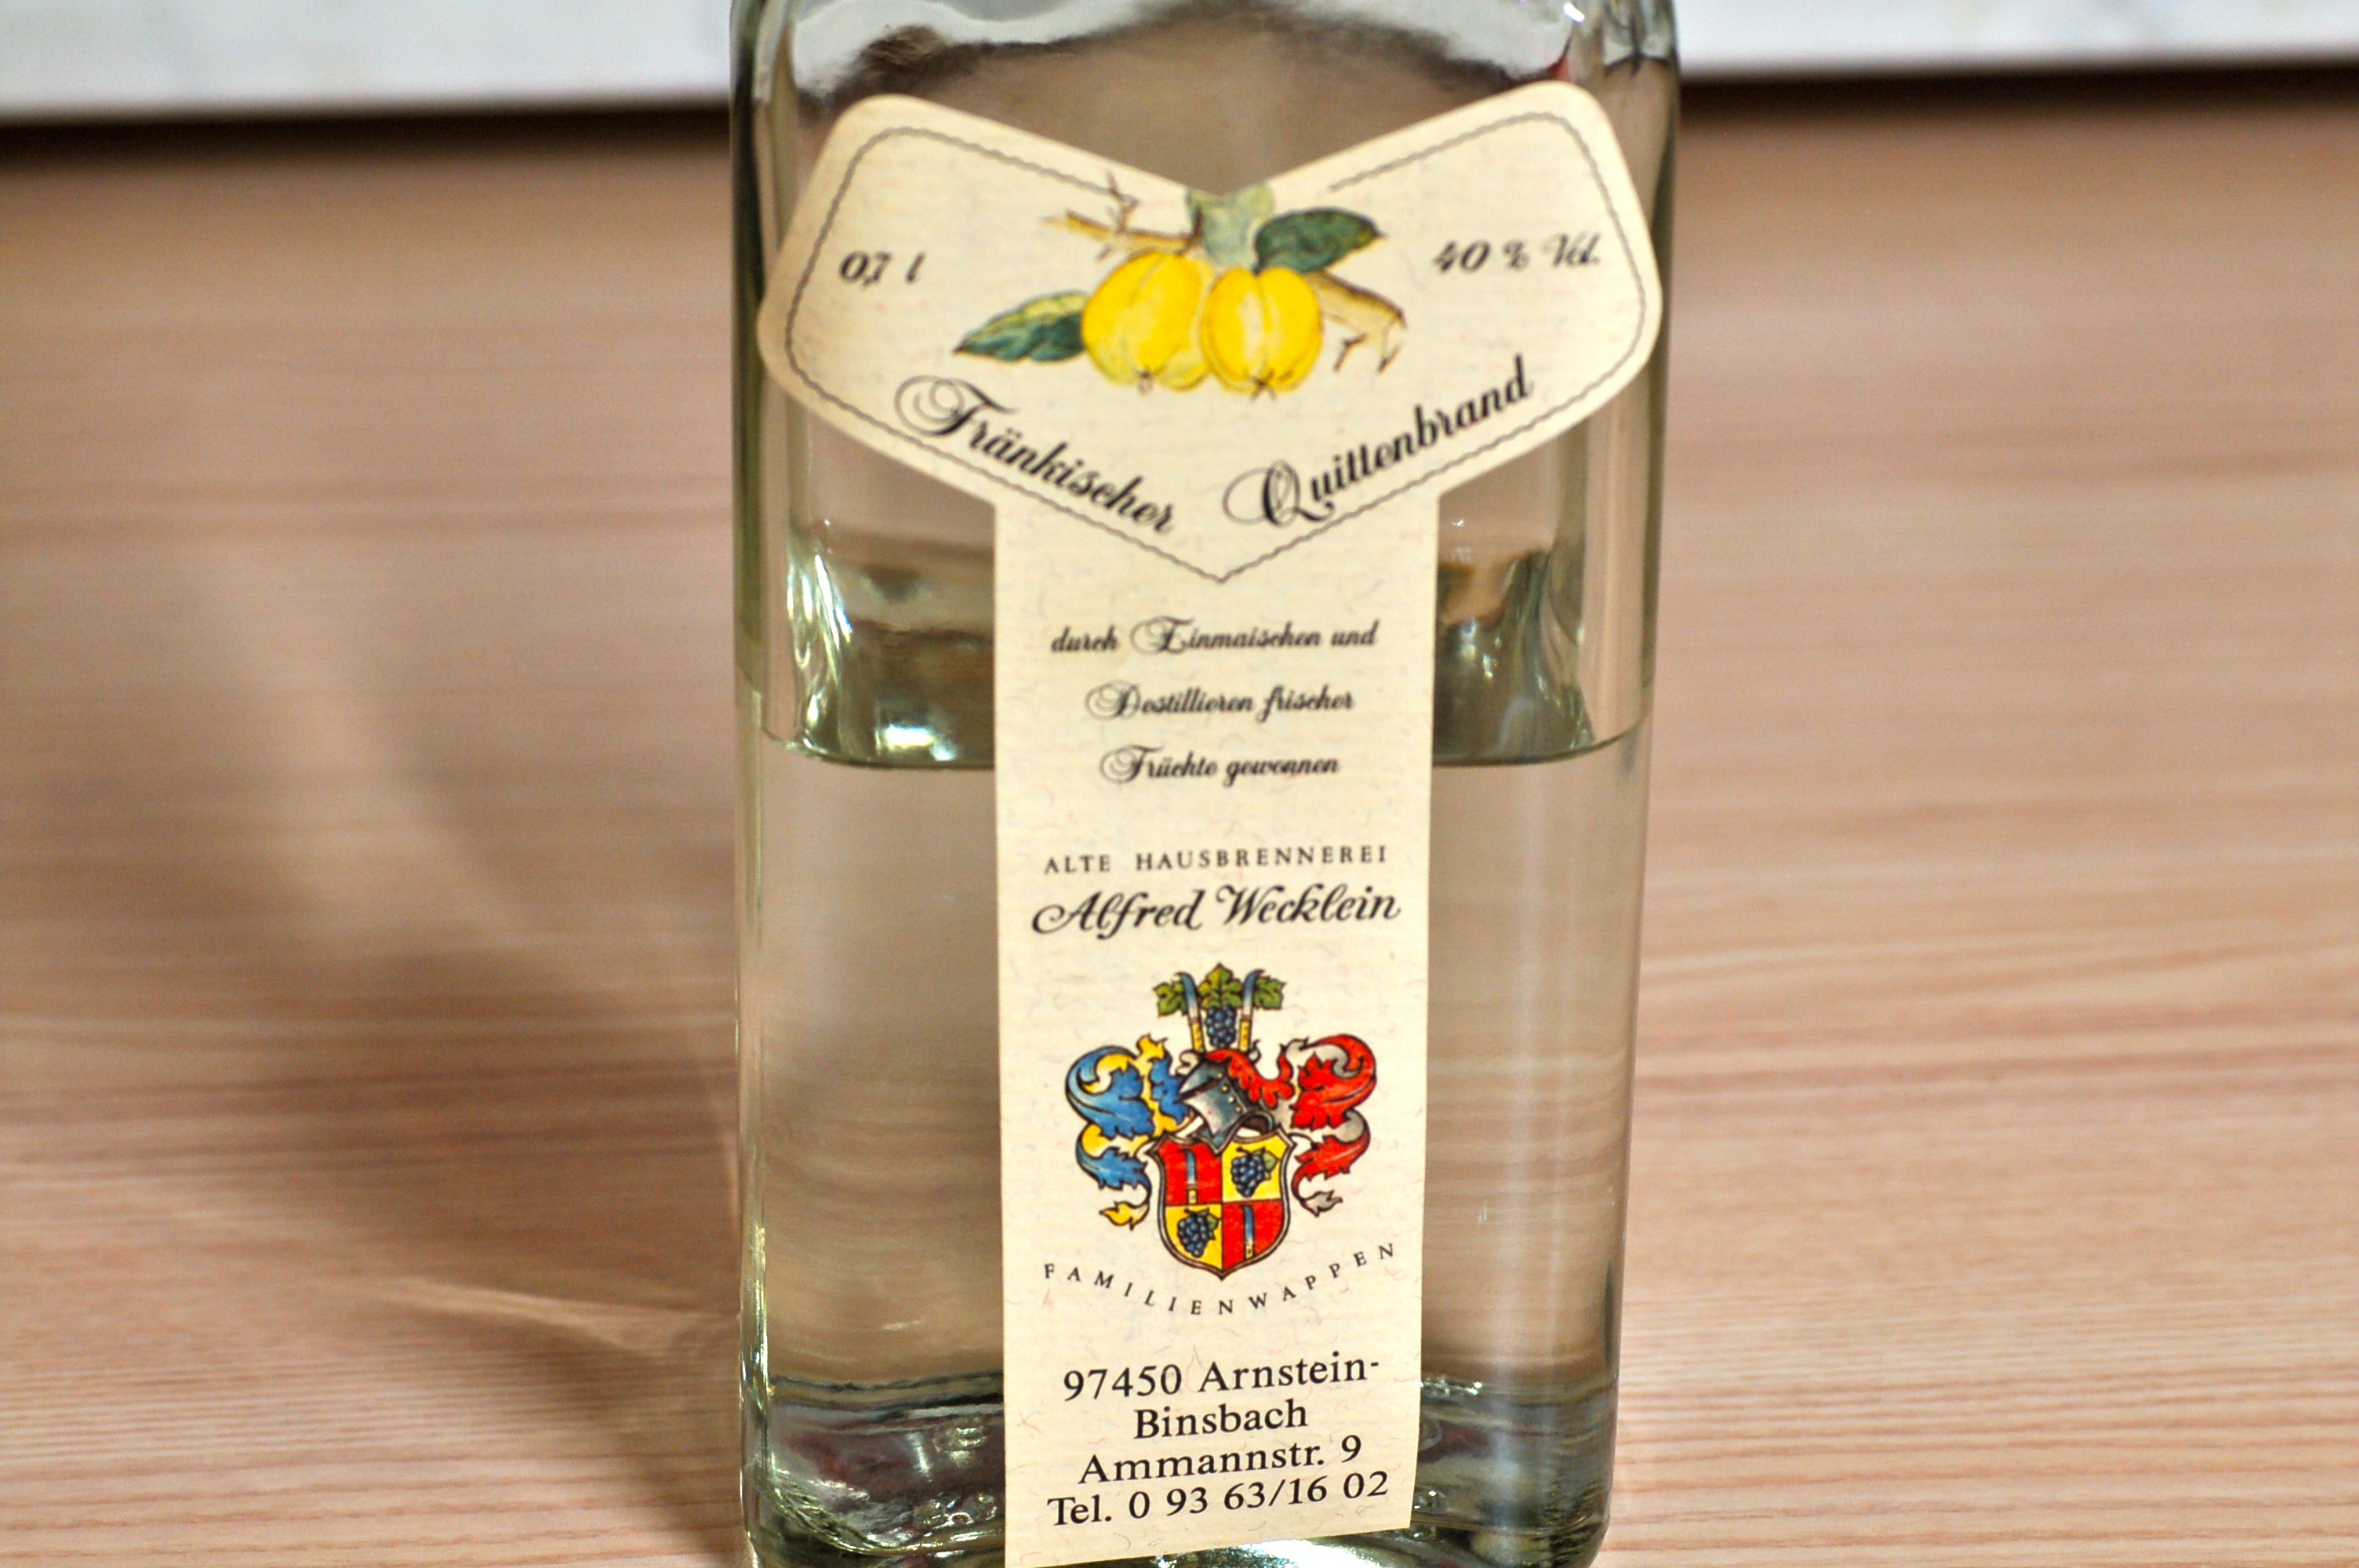 0,7 l
40 % Vol.
Fränkischer Quittenbrand
durch Einmaischen und
Destillieren frischer
Früchte gewonnen
ALTE HAUSBRENNEREI
Alfred Wecklein
FAMILIENWAPPEN
97450 Arnstein-
Binsbach
Ammannstr. 9
Tel. 0 93 63/16 02